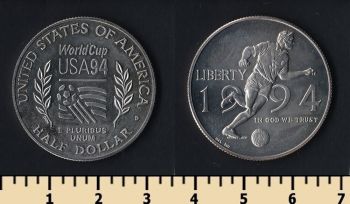 UNITED STATES OF AMERICA
World Cup
USA94
E PLURIBUS
UNUM
D
HALF DOLLAR
LIBERTY
1994
IN GOD WE TRUST
1 2 3 4 5 6 7